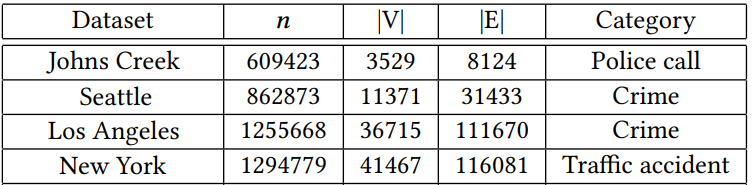 Dataset n |V| |E| Category
Johns Creek 609423 3529 8124 Police call
Seattle 862873 11371 31433 Crime
Los Angeles 1255668 36715 111670 Crime
New York 1294779 41467 116081 Traffic accident